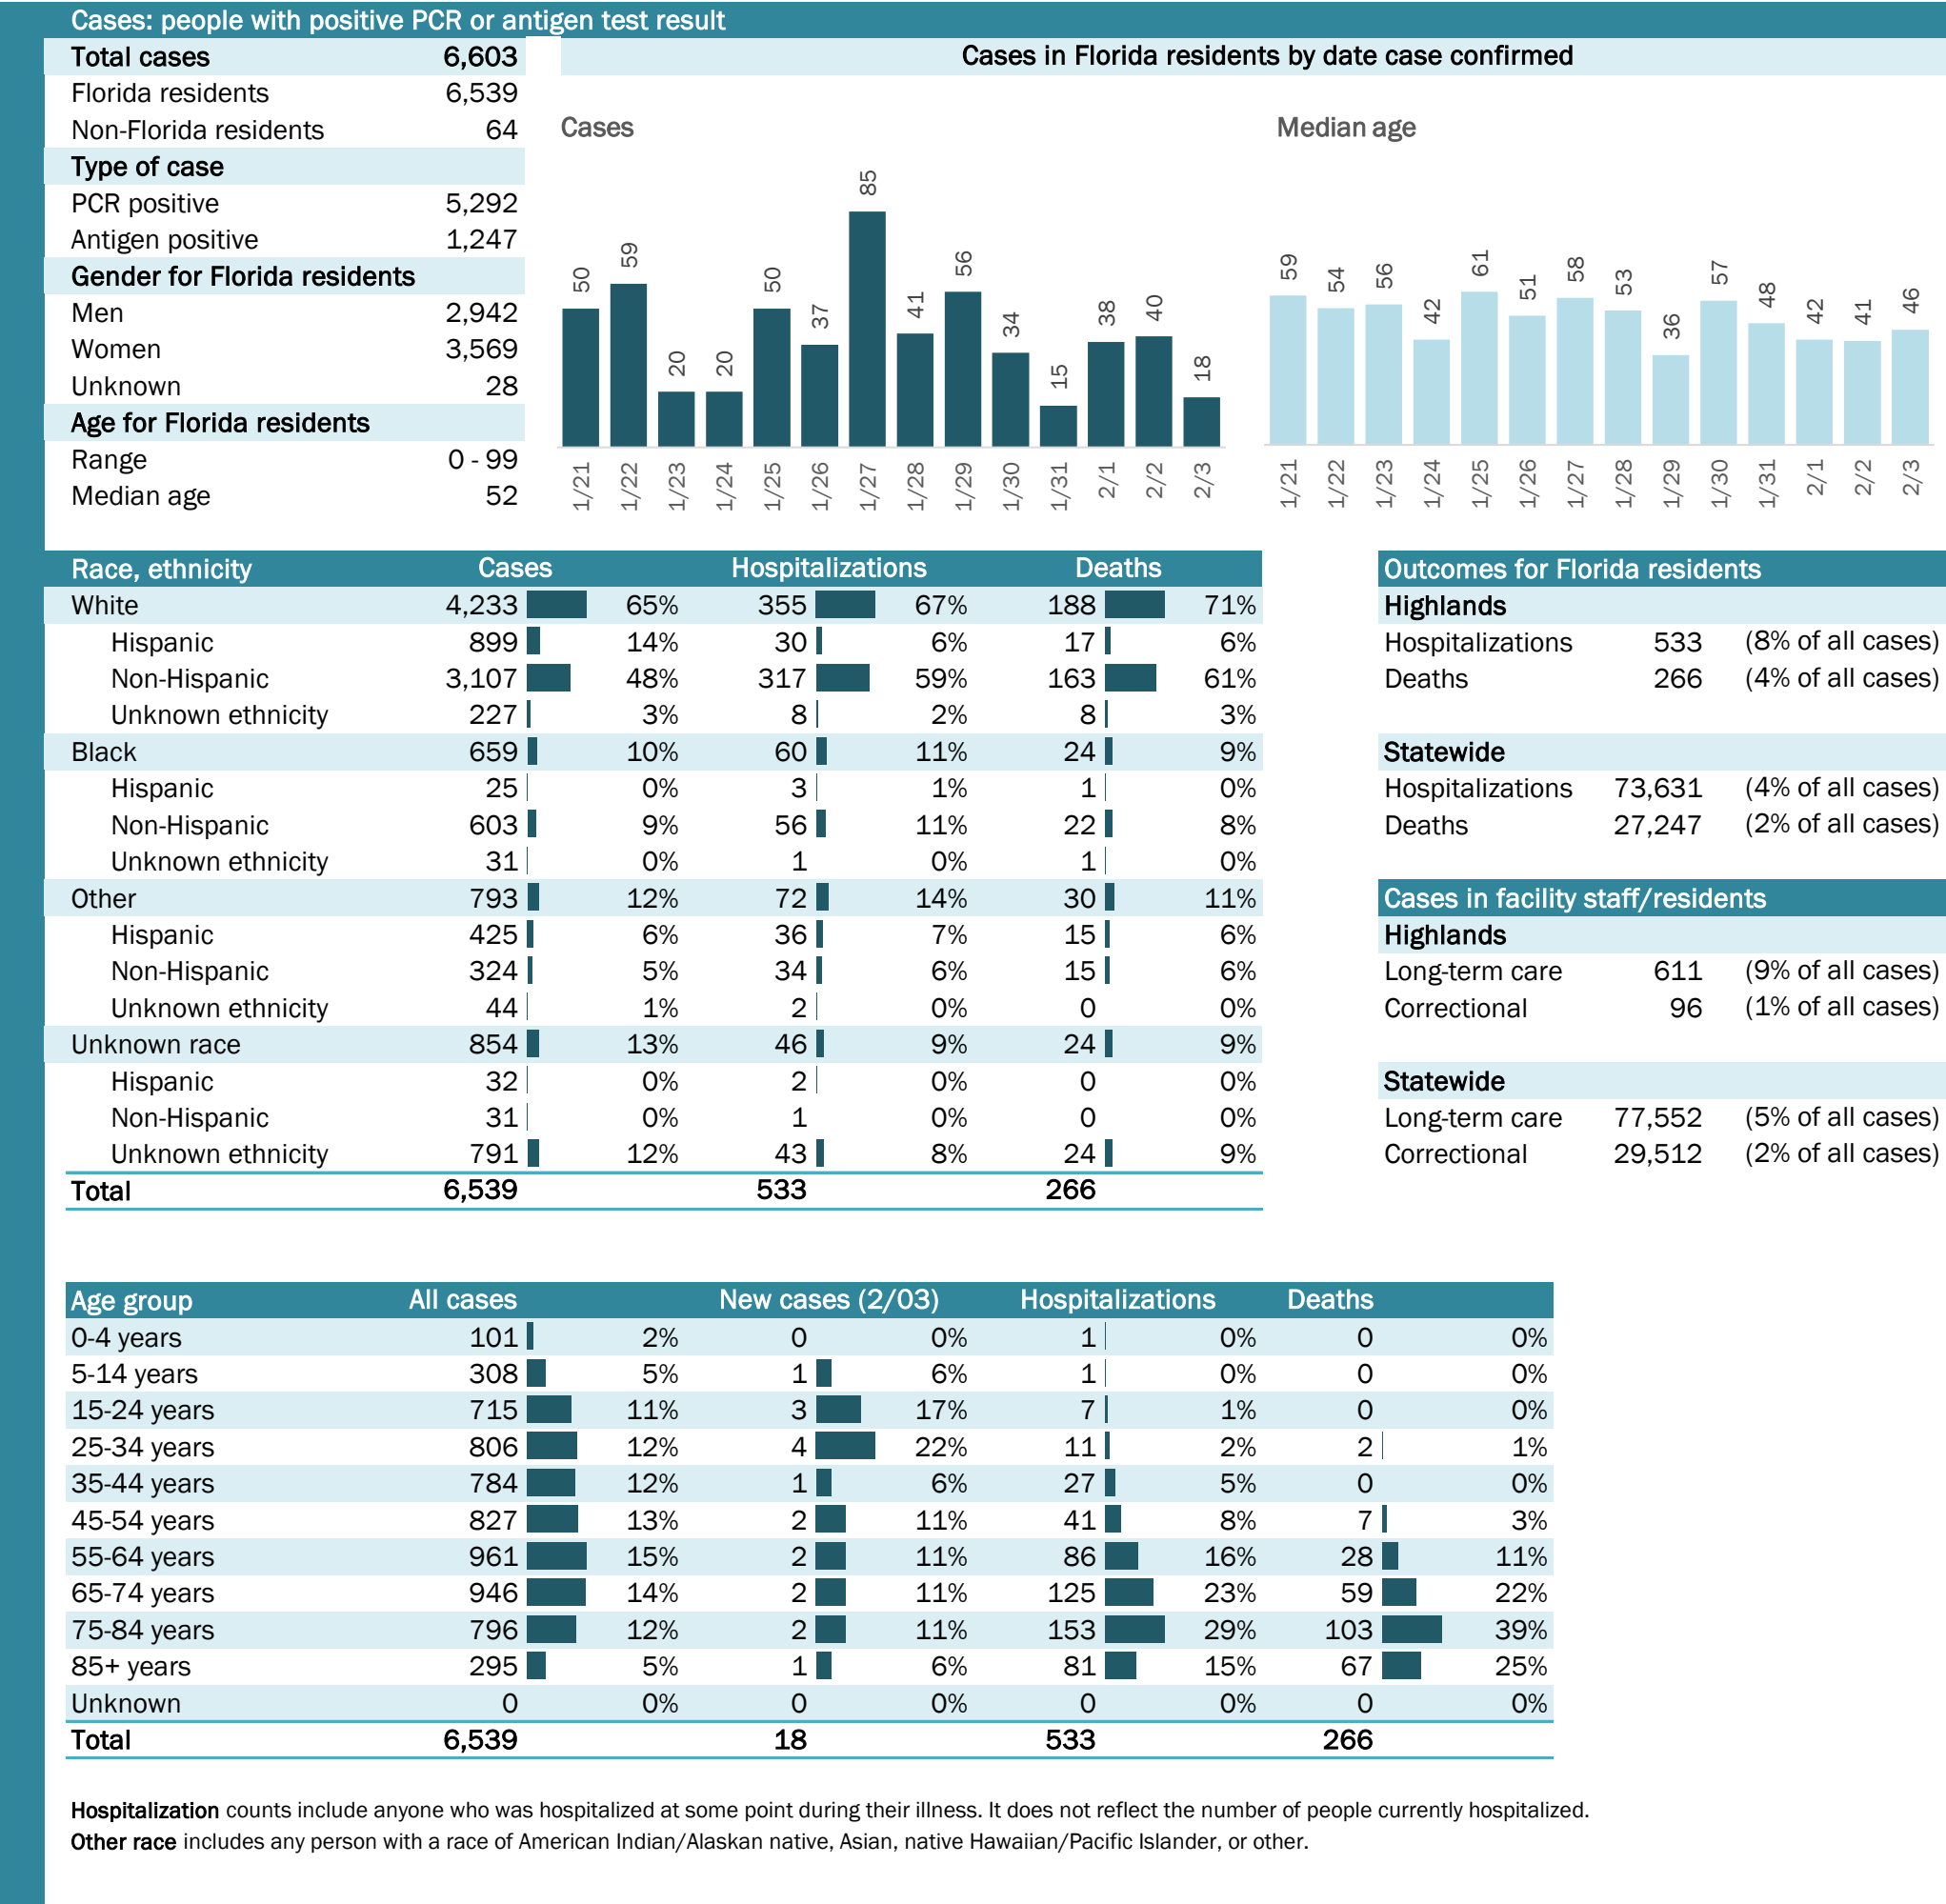 Cases: people with positive PCR or antigen test result
Total cases 6,603
Florida residents 6,539
Non-Florida residents 64
Type of case
PCR positive 5,292
Antigen positive 1,247
Gender for Florida residents
Men 2,942
Women 3,569
Unknown 28
Age for Florida residents
Range 0 - 99
Median age 52
Cases in Florida residents by date case confirmed
Cases
50 59 20 20 50 37 85 41 56 34 15 38 40 18
1/21 1/22 1/23 1/24 1/25 1/26 1/27 1/28 1/29 1/30 1/31 2/1 2/2 2/3
Median age
59 54 56 42 61 51 58 53 36 57 48 42 41 46
1/21 1/22 1/23 1/24 1/25 1/26 1/27 1/28 1/29 1/30 1/31 2/1 2/2 2/3
Race, ethnicity Cases Hospitalizations Deaths
White 4,233 65% 355 67% 188 71%
Hispanic 899 14% 30 6% 17 6%
Non-Hispanic 3,107 48% 317 59% 163 61%
Unknown ethnicity 227 3% 8 2% 8 3%
Black 659 10% 60 11% 24 9%
Hispanic 25 0% 3 1% 1 0%
Non-Hispanic 603 9% 56 11% 22 8%
Unknown ethnicity 31 0% 1 0% 1 0%
Other 793 12% 72 14% 30 11%
Hispanic 425 6% 36 7% 15 6%
Non-Hispanic 324 5% 34 6% 15 6%
Unknown ethnicity 44 1% 2 0% 0 0%
Unknown race 854 13% 46 9% 24 9%
Hispanic 32 0% 2 0% 0 0%
Non-Hispanic 31 0% 1 0% 0 0%
Unknown ethnicity 791 12% 43 8% 24 9%
Total 6,539 533 266
Outcomes for Florida residents
Highlands
Hospitalizations 533 (8% of all cases)
Deaths 266 (4% of all cases)
Statewide
Hospitalizations 73,631 (4% of all cases)
Deaths 27,247 (2% of all cases)
Cases in facility staff/residents
Highlands
Long-term care 611 (9% of all cases)
Correctional 96 (1% of all cases)
Statewide
Long-term care 77,552 (5% of all cases)
Correctional 29,512 (2% of all cases)
Age group All cases New cases (2/03) Hospitalizations Deaths
0-4 years 101 2% 0 0% 1 0% 0 0%
5-14 years 308 5% 1 6% 1 0% 0 0%
15-24 years 715 11% 3 17% 7 1% 0 0%
25-34 years 806 12% 4 22% 11 2% 2 1%
35-44 years 784 12% 1 6% 27 5% 0 0%
45-54 years 827 13% 2 11% 41 8% 7 3%
55-64 years 961 15% 2 11% 86 16% 28 11%
65-74 years 946 14% 2 11% 125 23% 59 22%
75-84 years 796 12% 2 11% 153 29% 103 39%
85+ years 295 5% 1 6% 81 15% 67 25%
Unknown 0 0% 0 0% 0 0% 0 0%
Total 6,539 18 533 266
Hospitalization counts include anyone who was hospitalized at some point during their illness. It does not reflect the number of people currently hospitalized.
Other race includes any person with a race of American Indian/Alaskan native, Asian, native Hawaiian/Pacific Islander, or other.